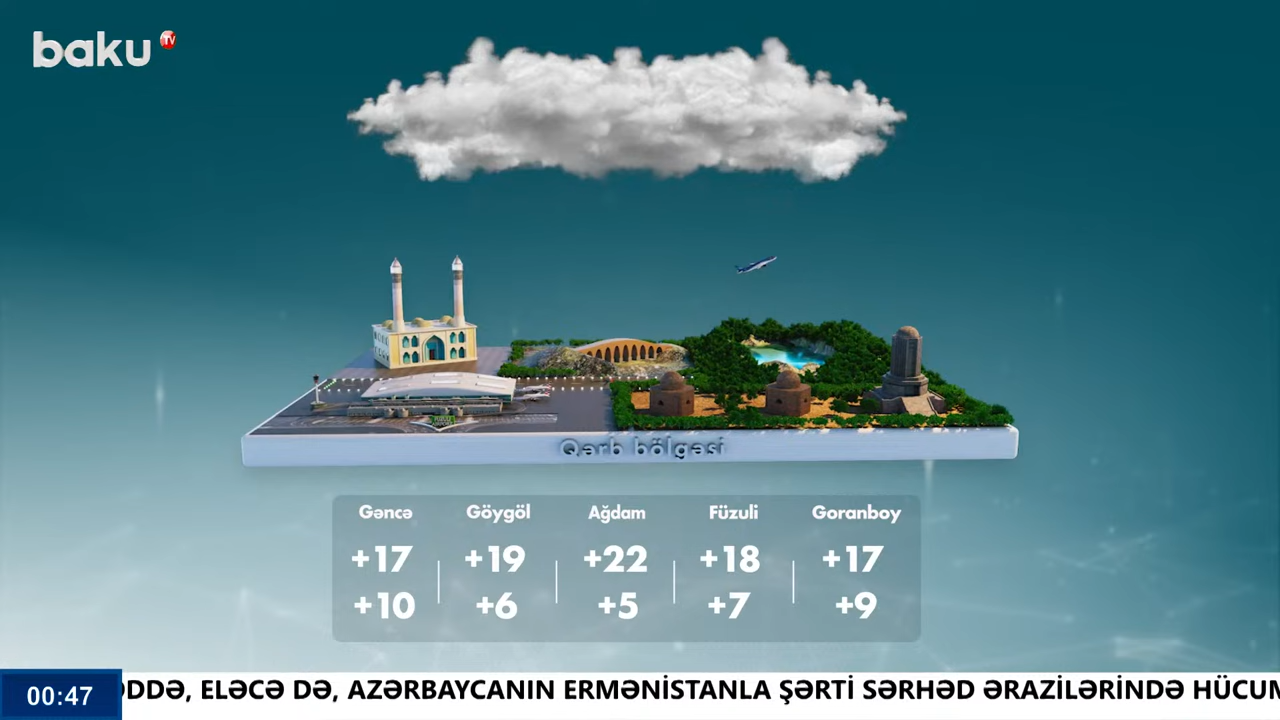 baku TV
Qərb bölgəsi
Gəncə Göygöl Ağdam Füzuli Goranboy
+17 +19 +22 +18 +17
+10 +6 +5 +7 +9
00:47 ƏDDƏ, ELƏCƏ DƏ, AZƏRBAYCANIN ERMƏNİSTANLA ŞƏRTİ SƏRHƏD ƏRAZİLƏRİNDƏ HÜCUM